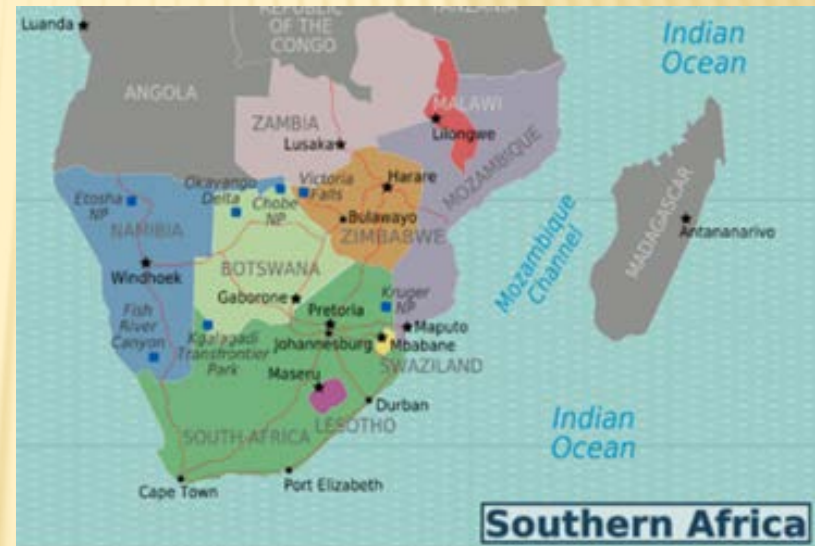 REPUBLIC
OF THE
CONGO
TANZANIA
Luanda
Indian
Ocean
ANGOLA
MALAWI
ZAMBIA
Lilongwe
Lusaka
MOZAMBIQUE
Okavango
Delta
Victoria
Falls
Harare
Etosha
NP
Chobe
NP
MADAGASCAR
Bulawayo
NAMIBIA
ZIMBABWE
Antananarivo
Mozambique
Channel
Windhoek
BOTSWANA
Gaborone
Kruger
NP
Fish
River
Canyon
Pretoria
Maputo
Kgalagadi
Transfrontier
Park
Johannesburg
Mbabane
SWAZILAND
Maseru
Durban
LESOTHO
Indian
Ocean
SOUTH AFRICA
Cape Town
Port Elizabeth
Southern Africa